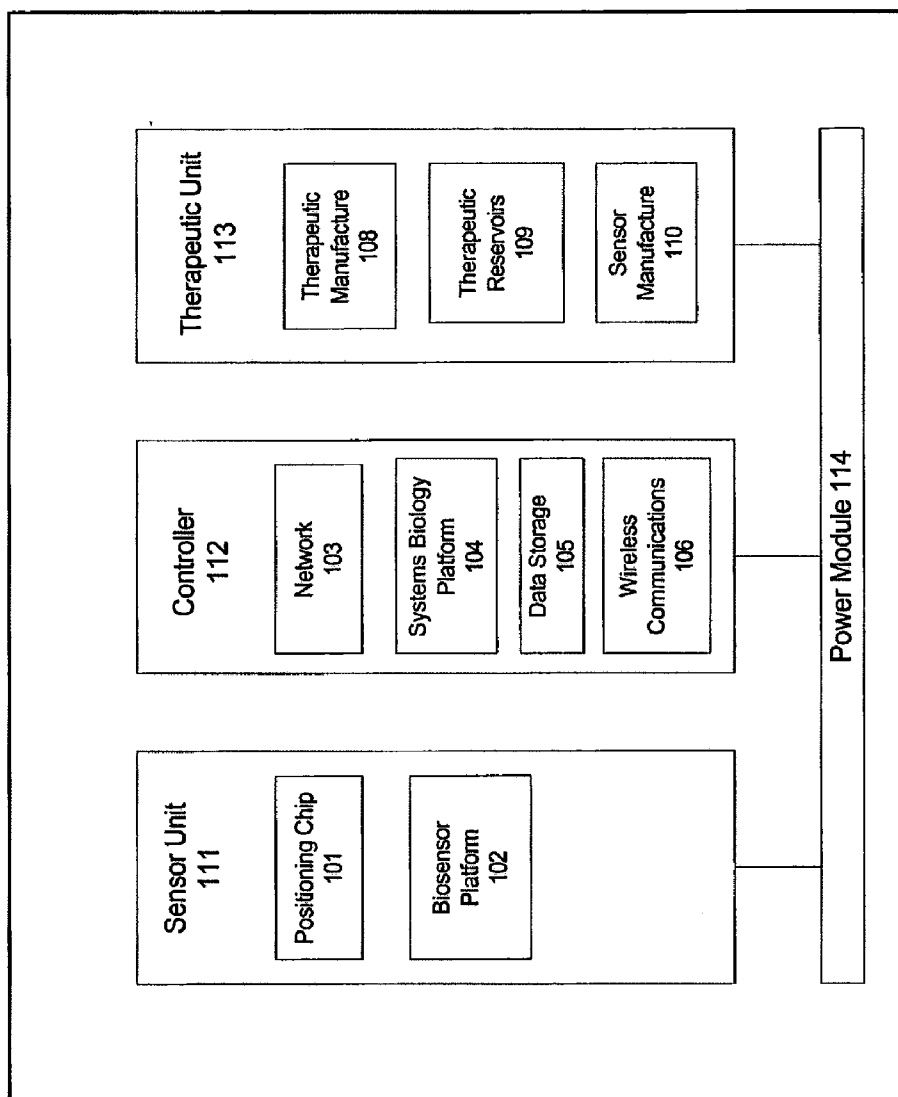 Sensor Unit
111
Positioning Chip
101
Biosensor
Platform
102
Controller
112
Network
103
Systems Biology
Platform
104
Data Storage
105
Wireless
Communications
106
Therapeutic Unit
113
Therapeutic
Manufacture
108
Therapeutic
Reservoirs
109
Sensor
Manufacture
110
Power Module 114